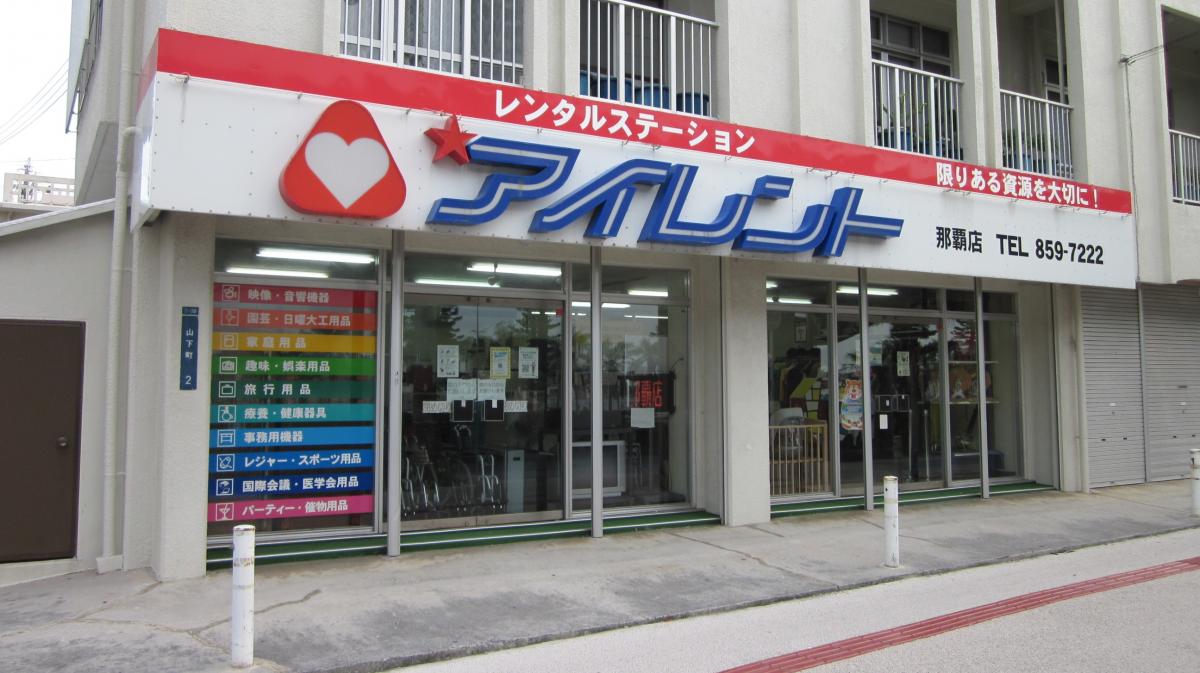 レンタルステーション
アイレント
限りある資源を大切に!
那覇店 TEL 859-7222
映像・音響機器
園芸・日曜大工用品
家庭用品
趣味・娯楽用品
旅行用品
療養・健康器具
事務用機器
レジャー・スポーツ用品
国際会議・医学会用品
パーティー・催物用品
山下町
2
那覇店